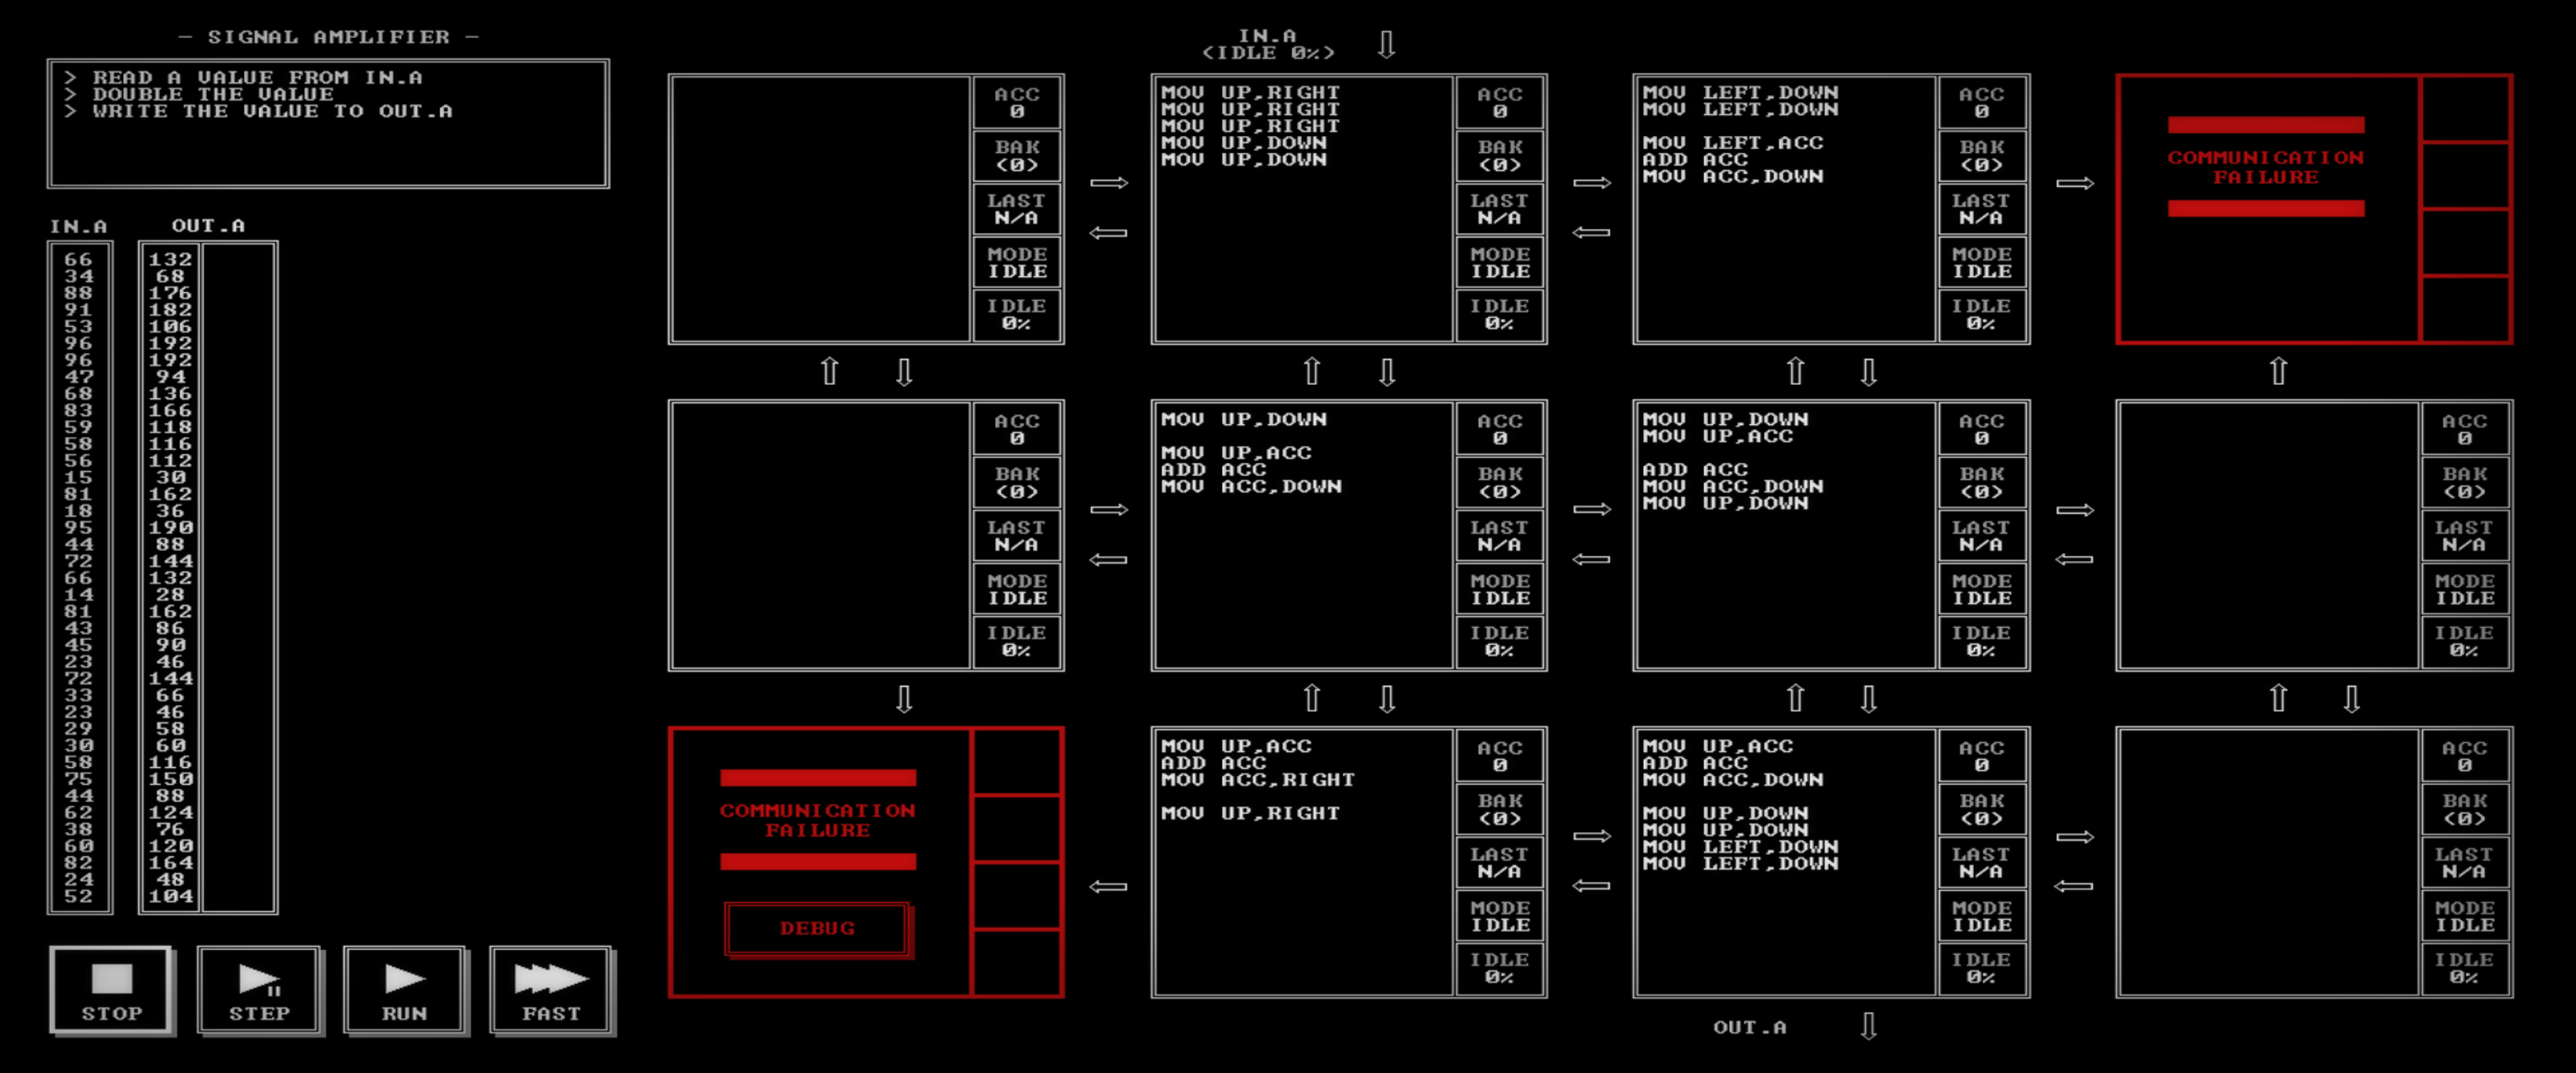 - SIGNAL AMPLIFIER -
> READ A VALUE FROM IN.A
> DOUBLE THE VALUE
> WRITE THE VALUE TO OUT.A
IN.A OUT.A
66 132
34 68
88 176
91 182
53 106
96 192
96 192
47 94
68 136
83 166
59 118
58 116
56 112
15 30
81 162
18 36
95 190
44 88
72 144
66 132
14 28
81 162
43 86
45 90
23 46
72 144
33 66
23 46
29 58
30 60
58 116
75 150
44 88
62 124
38 76
60 120
82 164
24 48
52 104
STOP
STEP
RUN
FAST
IN.A
(IDLE 0%)
ACC
0
BAK
(0)
LAST
N/A
MODE
IDLE
IDLE
0%
MOV UP,RIGHT
MOV UP,RIGHT
MOV UP,RIGHT
MOV UP,DOWN
MOV UP,DOWN
ACC
0
BAK
(0)
LAST
N/A
MODE
IDLE
IDLE
0%
MOV LEFT,DOWN
MOV LEFT,DOWN
MOV LEFT,ACC
ADD ACC
MOV ACC,DOWN
ACC
0
BAK
(0)
LAST
N/A
MODE
IDLE
IDLE
0%
COMMUNICATION
FAILURE
ACC
0
BAK
(0)
LAST
N/A
MODE
IDLE
IDLE
0%
MOV UP,DOWN
MOV UP,ACC
ADD ACC
MOV ACC,DOWN
ACC
0
BAK
(0)
LAST
N/A
MODE
IDLE
IDLE
0%
MOV UP,DOWN
MOV UP,ACC
ADD ACC
MOV ACC,DOWN
MOV UP,DOWN
ACC
0
BAK
(0)
LAST
N/A
MODE
IDLE
IDLE
0%
ACC
0
BAK
(0)
LAST
N/A
MODE
IDLE
IDLE
0%
COMMUNICATION
FAILURE
DEBUG
MOV UP,ACC
ADD ACC
MOV ACC,RIGHT
MOV UP,RIGHT
ACC
0
BAK
(0)
LAST
N/A
MODE
IDLE
IDLE
0%
MOV UP,ACC
ADD ACC
MOV ACC,DOWN
MOV UP,DOWN
MOV UP,DOWN
MOV LEFT,DOWN
MOV LEFT,DOWN
ACC
0
BAK
(0)
LAST
N/A
MODE
IDLE
IDLE
0%
ACC
0
BAK
(0)
LAST
N/A
MODE
IDLE
IDLE
0%
OUT.A